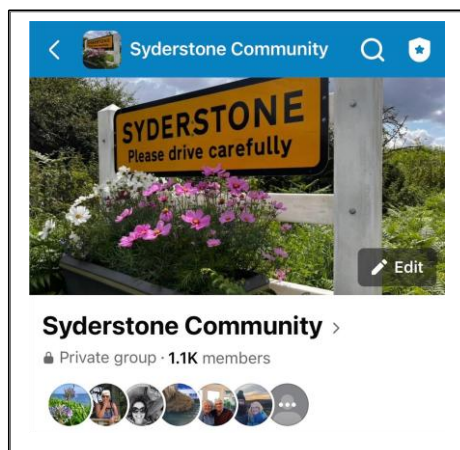 Syderstone Community
SYDERSTONE
Please drive carefully
Edit
Syderstone Community
Private group · 1.1K members